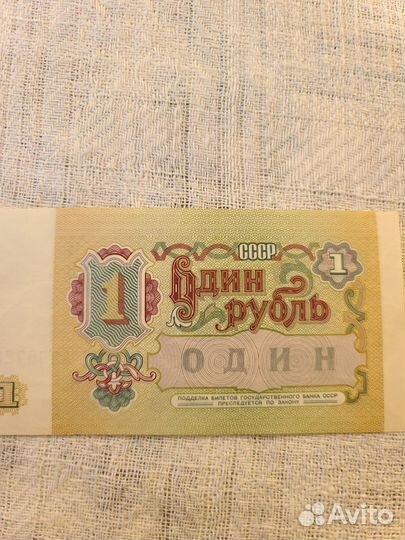 СССР
1
1
Один
рубль
ОДИН
ПОДДЕЛКА БИЛЕТОВ ГОСУДАРСТВЕННОГО БАНКА СССР
ПРЕСЛЕДУЕТСЯ ПО ЗАКОНУ
1
Avito